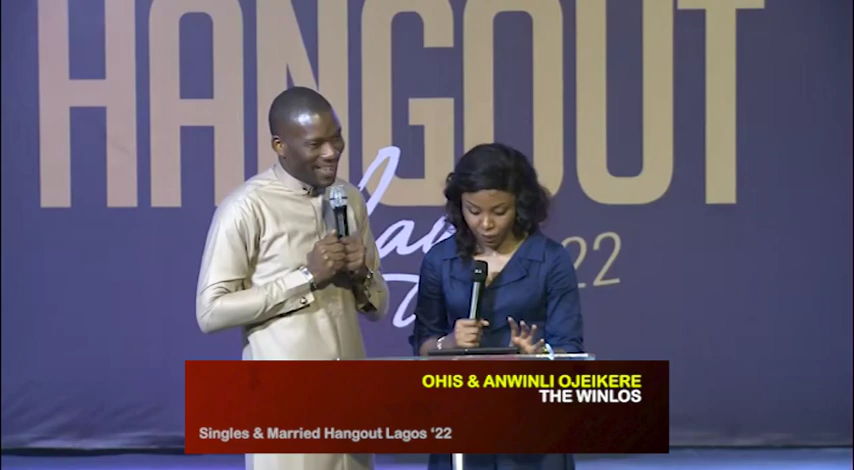 HANGOUT
22
OHIS & ANWINLI OJEIKERE
THE WINLOS
Singles & Married Hangout Lagos ‘22